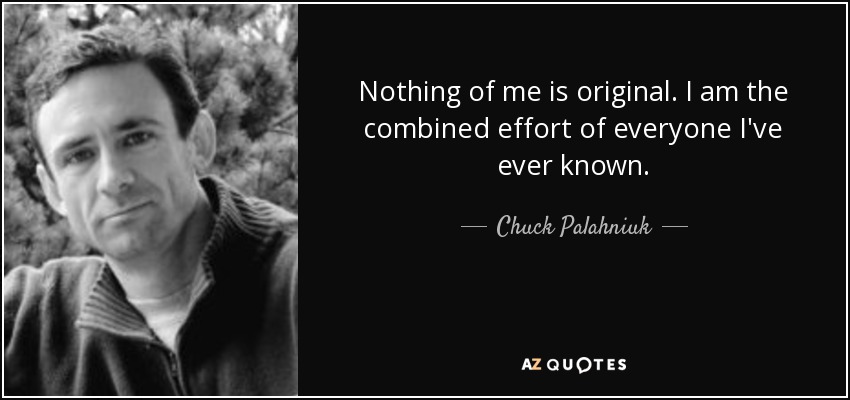 Nothing of me is original. I am the
combined effort of everyone I've
ever known.
— Chuck Palahniuk —
AZ QUOTES